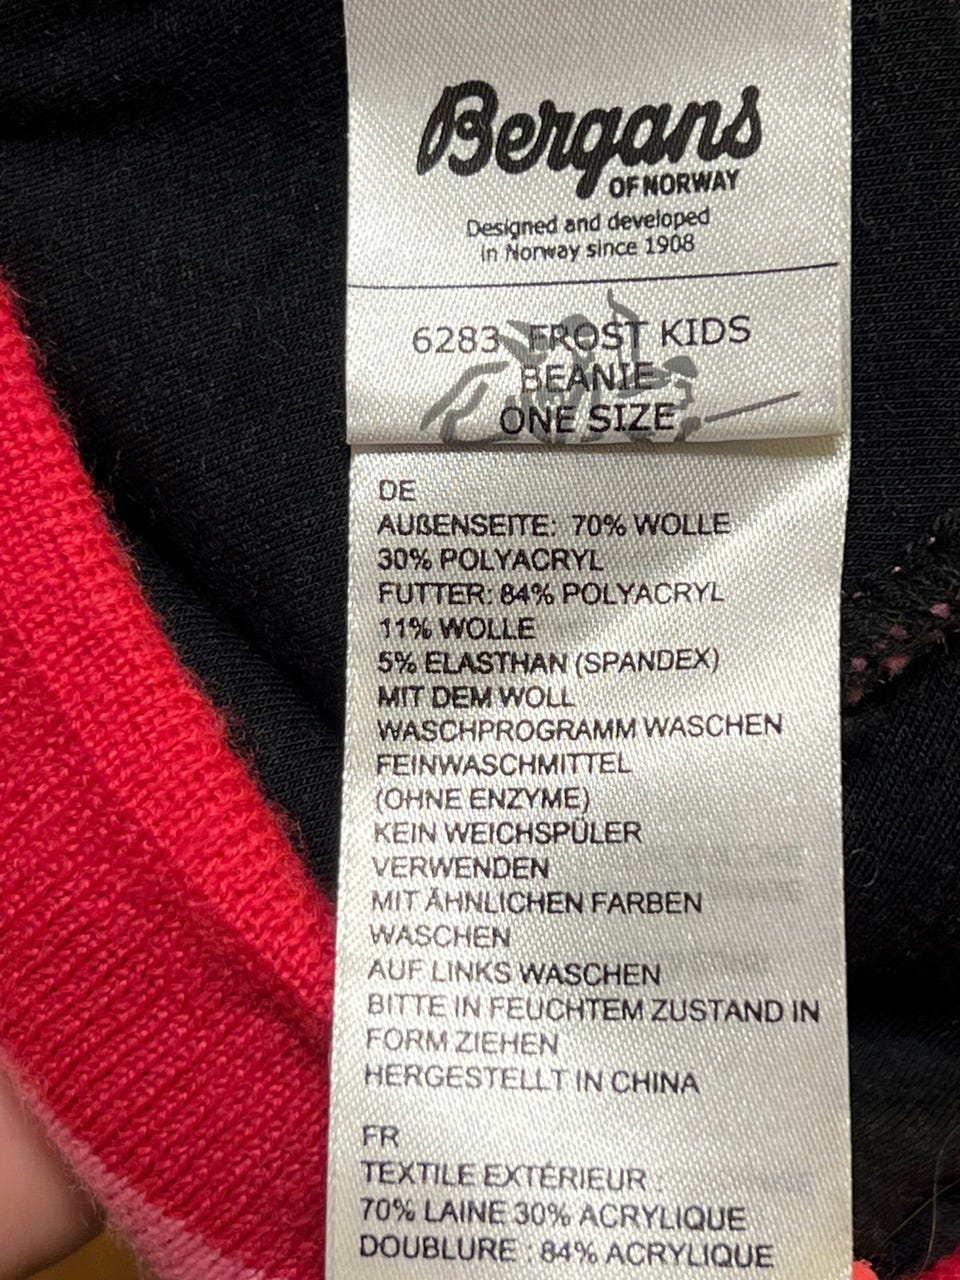 Bergans
OF NORWAY
Designed and developed
in Norway since 1908
6283 FROST KIDS
BEANIE
ONE SIZE
DE
AUßENSEITE: 70% WOLLE
30% POLYACRYL
FUTTER: 84% POLYACRYL
11% WOLLE
5% ELASTHAN (SPANDEX)
MIT DEM WOLL
WASCHPROGRAMM WASCHEN
FEINWASCHMITTEL
(OHNE ENZYME)
KEIN WEICHSPÜLER
VERWENDEN
MIT ÄHNLICHEN FARBEN
WASCHEN
AUF LINKS WASCHEN
BITTE IN FEUCHTEM ZUSTAND IN
FORM ZIEHEN
HERGESTELLT IN CHINA
FR
TEXTILE EXTÉRIEUR :
70% LAINE 30% ACRYLIQUE
DOUBLURE : 84% ACRYLIQUE